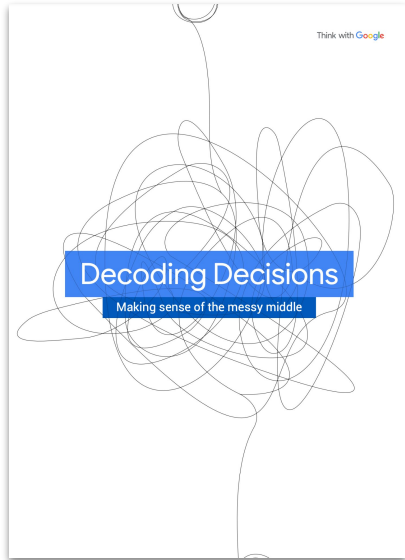 Think with Google
Decoding Decisions
Making sense of the messy middle